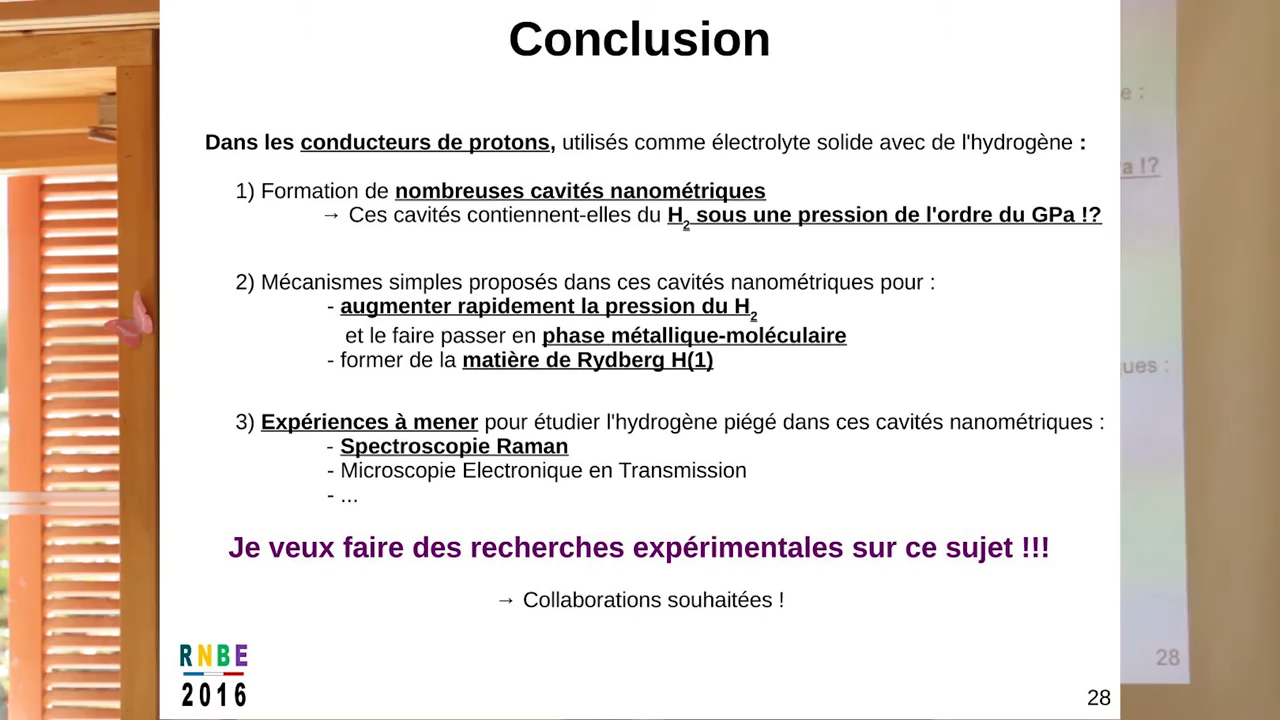 Conclusion
Dans les conducteurs de protons, utilisés comme électrolyte solide avec de l'hydrogène :
1) Formation de nombreuses cavités nanométriques
→ Ces cavités contiennent-elles du H2 sous une pression de l'ordre du GPa !?
2) Mécanismes simples proposés dans ces cavités nanométriques pour :
- augmenter rapidement la pression du H2
et le faire passer en phase métallique-moléculaire
- former de la matière de Rydberg H(1)
3) Expériences à mener pour étudier l'hydrogène piégé dans ces cavités nanométriques :
- Spectroscopie Raman
- Microscopie Electronique en Transmission
- ...
Je veux faire des recherches expérimentales sur ce sujet !!!
→ Collaborations souhaitées !
RNBE
2016
28
e :
a !?
ues :
28